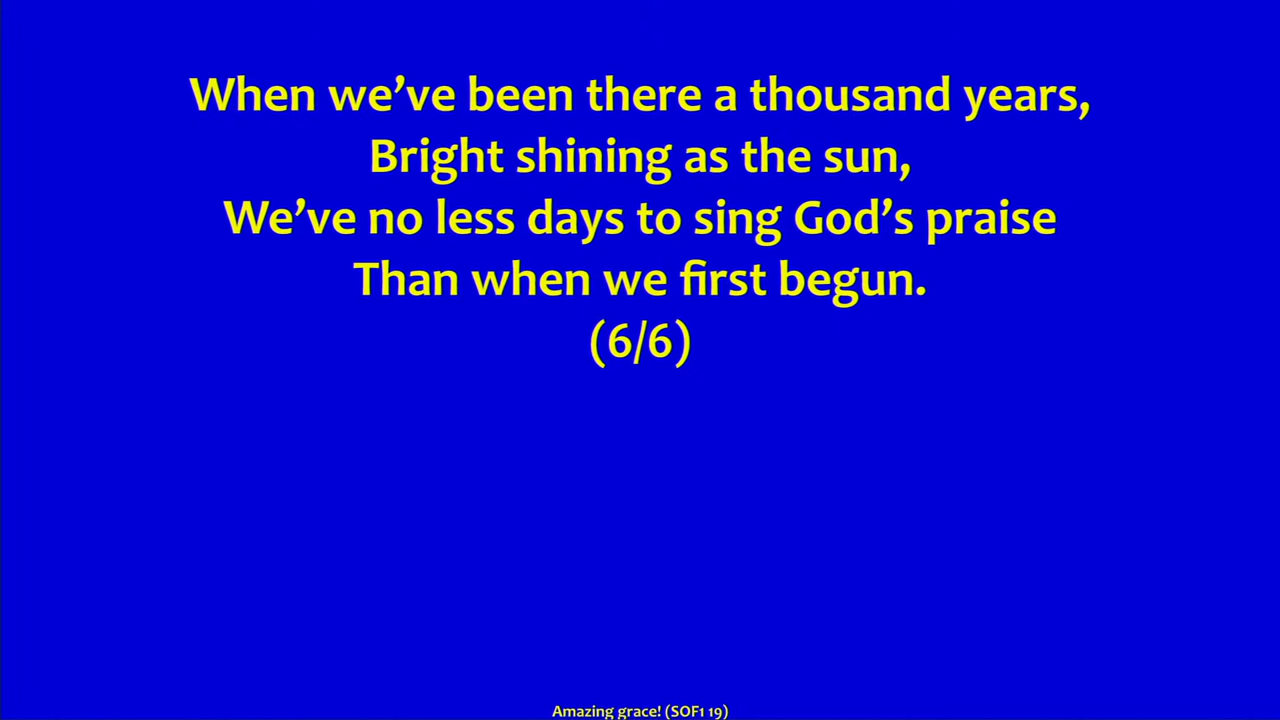 When we’ve been there a thousand years,
Bright shining as the sun,
We’ve no less days to sing God’s praise
Than when we first begun.
(6/6)
Amazing grace! (SOF1 19)